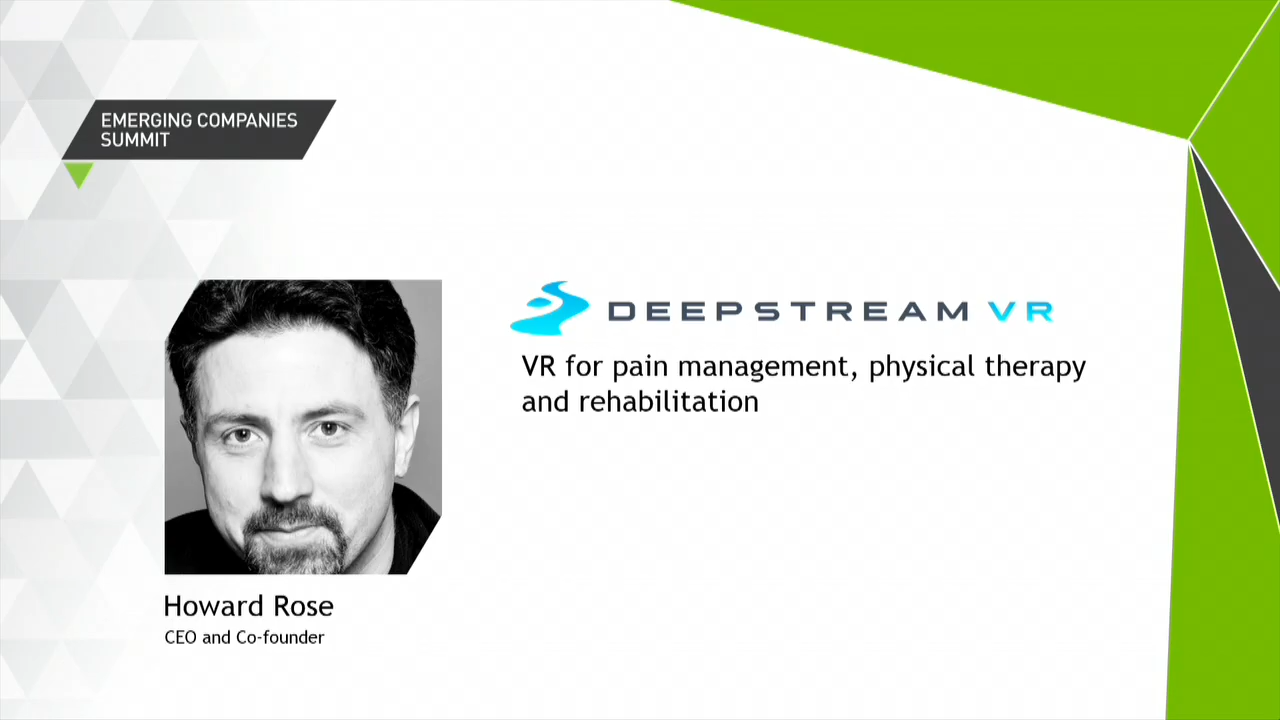 EMERGING COMPANIES
SUMMIT
DEEPSTREAM VR
VR for pain management, physical therapy
and rehabilitation
Howard Rose
CEO and Co-founder